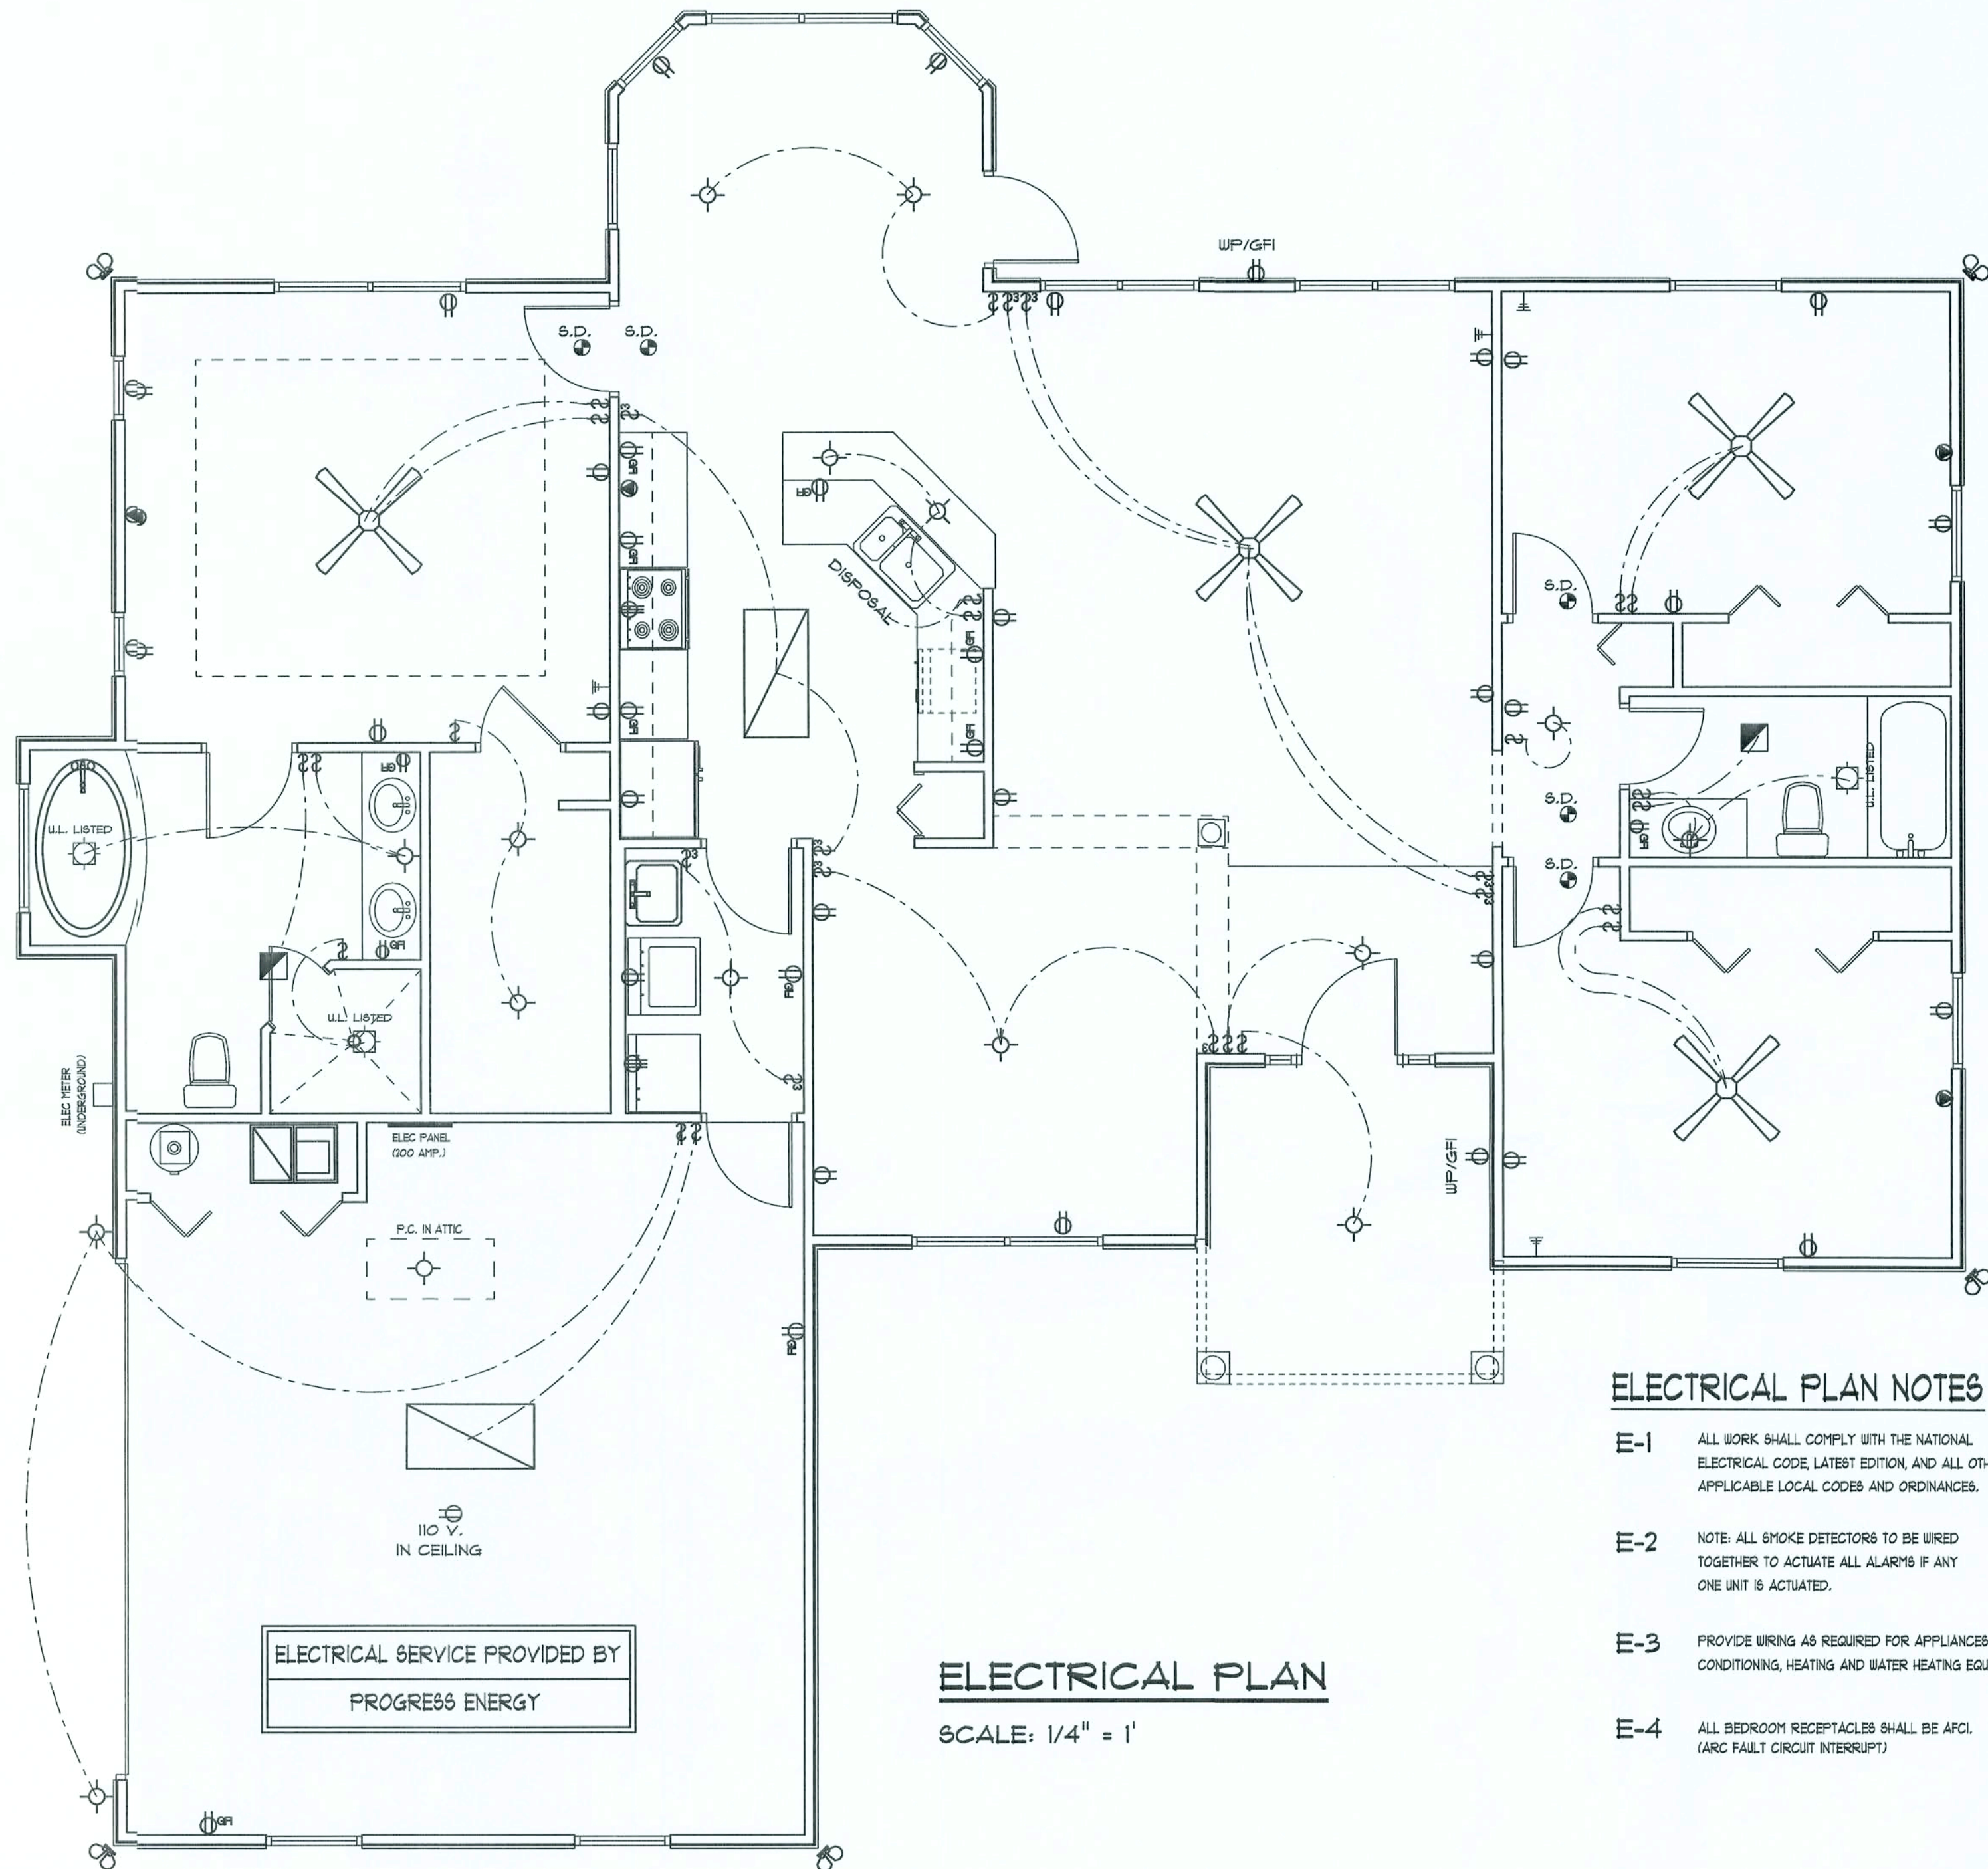 WP/GFI
S.D.
S.D.
GFI
GFI
GFI
GFI
DISPOSAL
GFI
GFI
S.D.
S.D.
S.D.
GFI
GFI
GFI
U.L. LISTED
U.L. LISTED
U.L. LISTED
GFI
ELEC METER
(UNDERGROUND)
ELEC PANEL
(200 AMP.)
P.C. IN ATTIC
WP/GFI
GFI
110 V.
IN CEILING
ELECTRICAL SERVICE PROVIDED BY
PROGRESS ENERGY
GFI
ELECTRICAL PLAN
SCALE: 1/4" = 1'
ELECTRICAL PLAN NOTES
E-1 ALL WORK SHALL COMPLY WITH THE NATIONAL
ELECTRICAL CODE, LATEST EDITION, AND ALL OTH
APPLICABLE LOCAL CODES AND ORDINANCES.
E-2 NOTE: ALL SMOKE DETECTORS TO BE WIRED
TOGETHER TO ACTUATE ALL ALARMS IF ANY
ONE UNIT IS ACTUATED.
E-3 PROVIDE WIRING AS REQUIRED FOR APPLIANCES
CONDITIONING, HEATING AND WATER HEATING EQU
E-4 ALL BEDROOM RECEPTACLES SHALL BE AFCI.
(ARC FAULT CIRCUIT INTERRUPT)